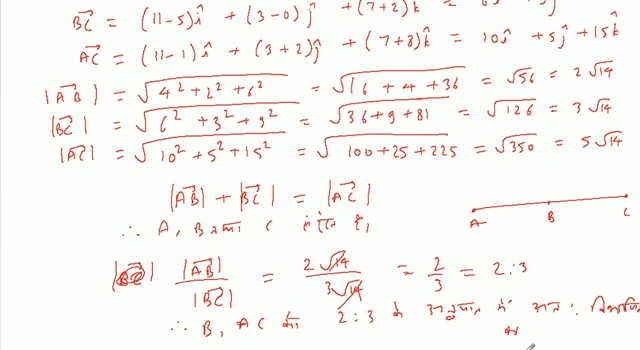 BC = (11-5)î + (3-0)ĵ + (7+2)k̂ =
AC = (11-1)î + (3+2)ĵ + (7+8)k̂ = 10î + 5ĵ + 15k̂
|AB| = √4²+2²+6² = √16+4+36 = √56 = 2√14
|BC| = √6²+3²+9² = √36+9+81 = √126 = 3√14
|AC| = √10²+5²+15² = √100+25+225 = √350 = 5√14
|AB| + |BC| = |AC|
∴ A, B तथा C
A B C
|AB| / |BC| = 2√14 / 3√14 = 2/3 = 2:3
∴ B, AC को 2:3 के अनुपात में अंतः